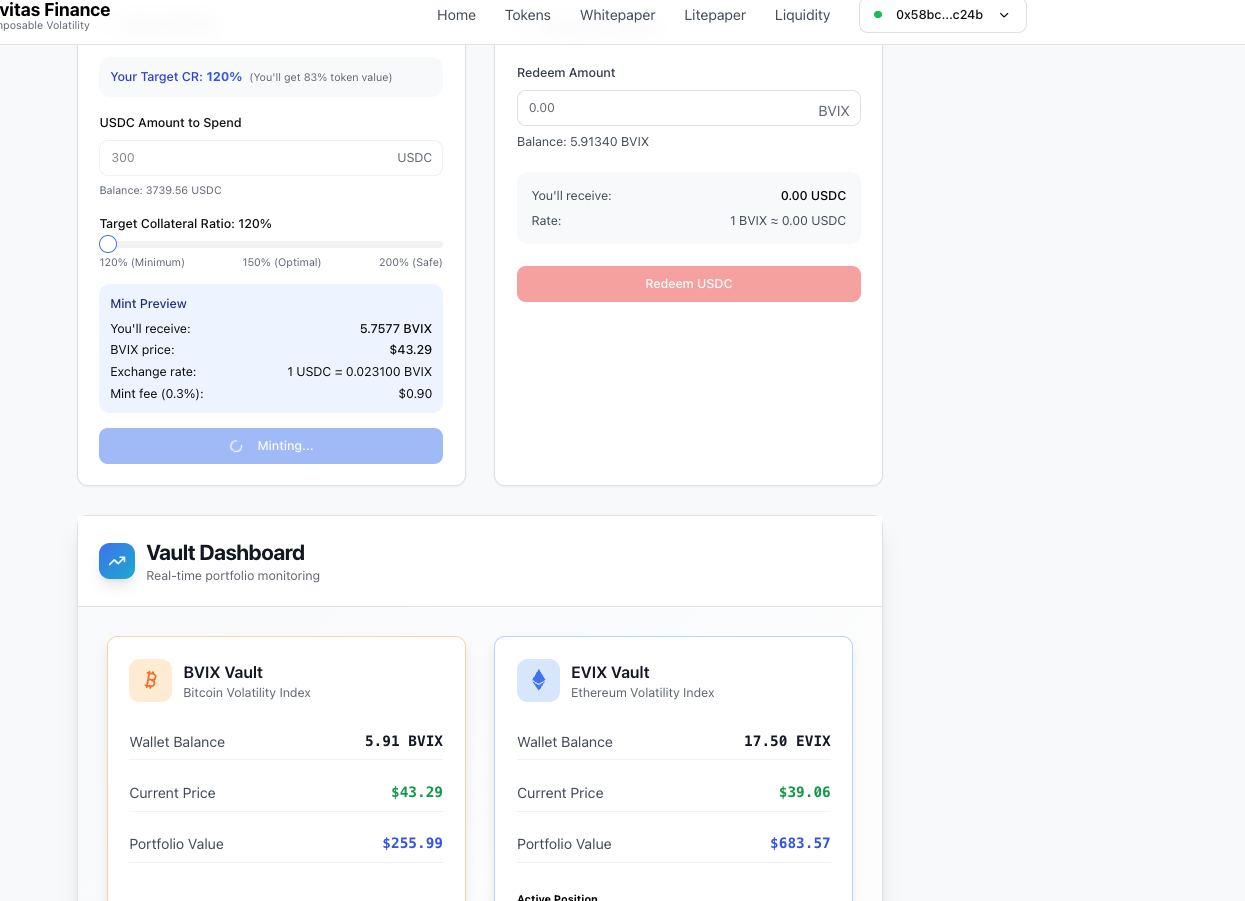 vitas Finance
mposable Volatility
Home Tokens Whitepaper Litepaper Liquidity 0x58bc...c24b
Your Target CR: 120% (You'll get 83% token value)
USDC Amount to Spend
300 USDC
Balance: 3739.56 USDC
Target Collateral Ratio: 120%
120% (Minimum) 150% (Optimal) 200% (Safe)
Mint Preview
You'll receive: 5.7577 BVIX
BVIX price: $43.29
Exchange rate: 1 USDC = 0.023100 BVIX
Mint fee (0.3%): $0.90
Minting...
Redeem Amount
0.00 BVIX
Balance: 5.91340 BVIX
You'll receive: 0.00 USDC
Rate: 1 BVIX ≈ 0.00 USDC
Redeem USDC
Vault Dashboard
Real-time portfolio monitoring
BVIX Vault
Bitcoin Volatility Index
Wallet Balance 5.91 BVIX
Current Price $43.29
Portfolio Value $255.99
EVIX Vault
Ethereum Volatility Index
Wallet Balance 17.50 EVIX
Current Price $39.06
Portfolio Value $683.57
Active Position